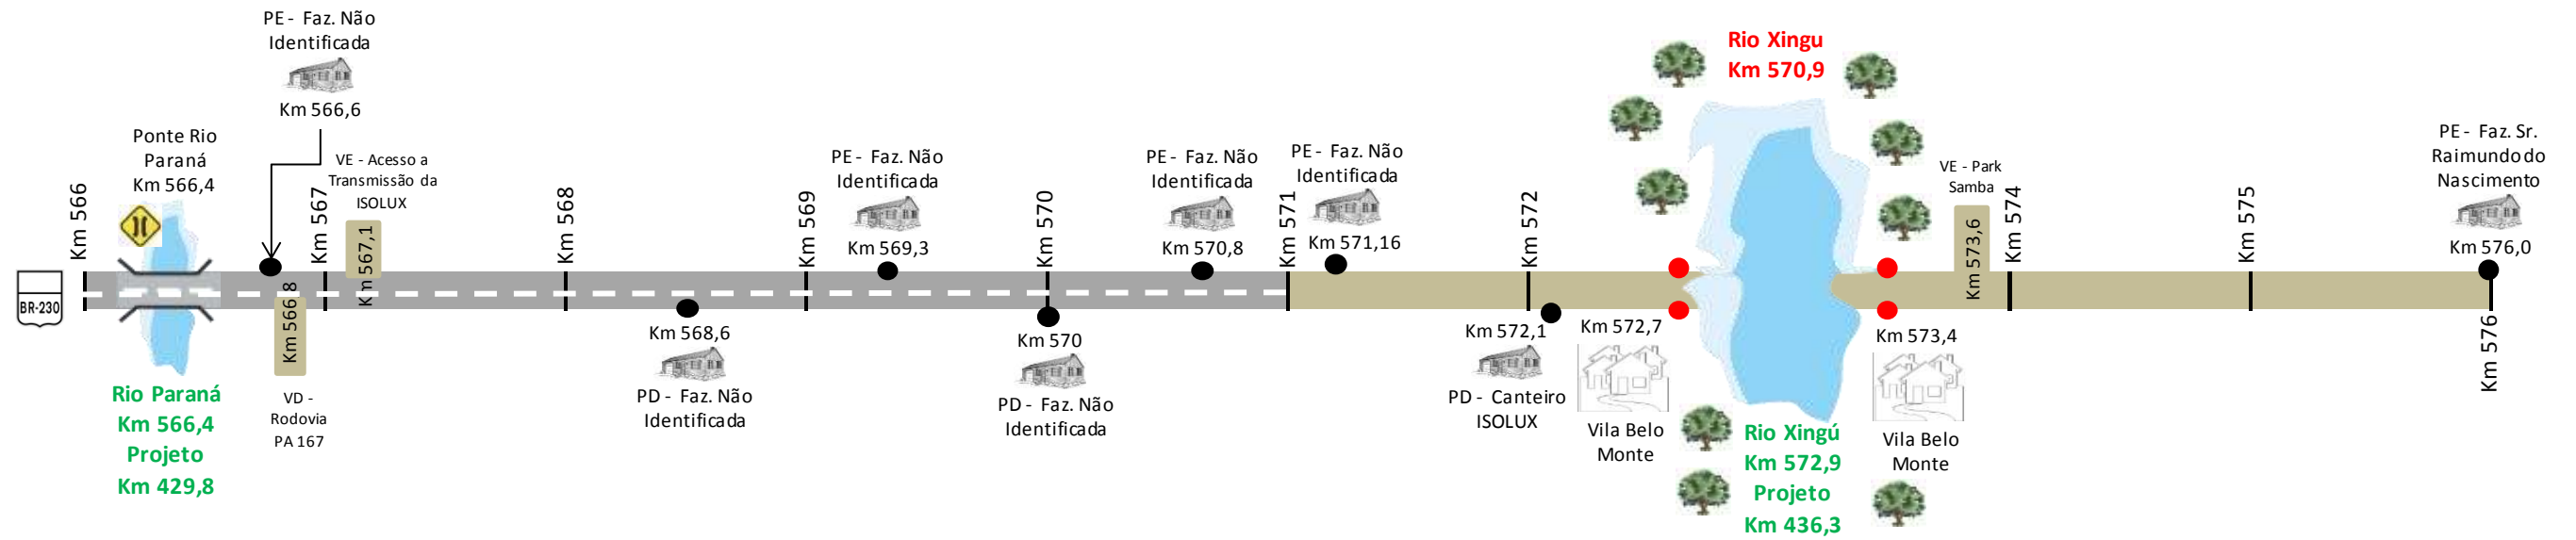 BR-230
Km 566
Ponte Rio
Paraná
Km 566,4
Rio Paraná
Km 566,4
Projeto
Km 429,8
PE - Faz. Não
Identificada
Km 566,6
Km 566,8
VD -
Rodovia
PA 167
Km 567
VE - Acesso a
Transmissão da
ISOLUX
Km 567,1
Km 568
Km 568,6
PD - Faz. Não
Identificada
Km 569
PE - Faz. Não
Identificada
Km 569,3
Km 570
Km 570
PD - Faz. Não
Identificada
PE - Faz. Não
Identificada
Km 570,8
Km 571
PE - Faz. Não
Identificada
Km 571,16
Km 572
Km 572,1
PD - Canteiro
ISOLUX
Km 572,7
Vila Belo
Monte
Rio Xingu
Km 570,9
Rio Xingú
Km 572,9
Projeto
Km 436,3
Km 573,4
Vila Belo
Monte
VE - Park
Samba
Km 573,6
Km 574
Km 575
PE - Faz. Sr.
Raimundo do
Nascimento
Km 576,0
Km 576